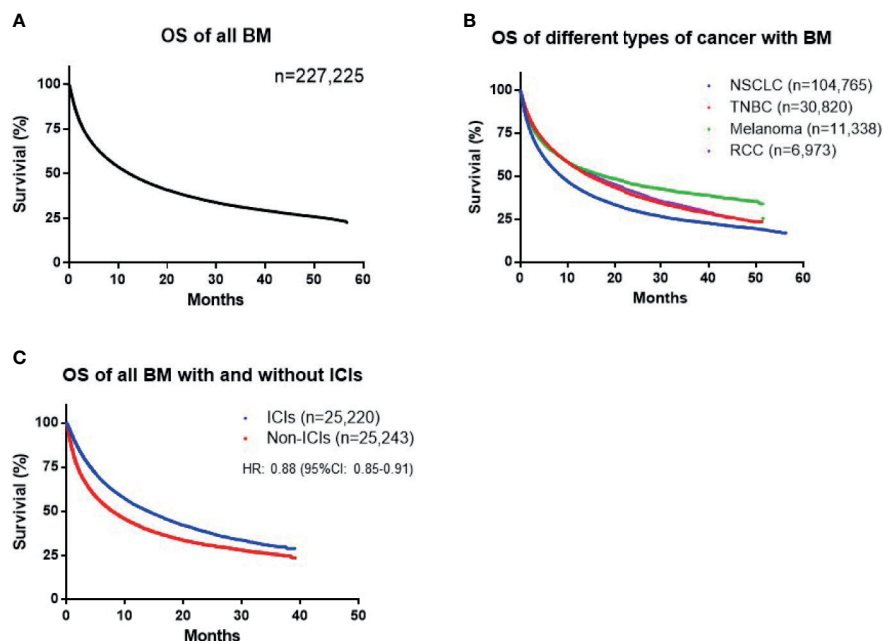 A
OS of all BM
n=227,225
Survivial (%)
100
75
50
25
0
0 10 20 30 40 50 60
Months
B
OS of different types of cancer with BM
NSCLC (n=104,765)
TNBC (n=30,820)
Melanoma (n=11,338)
RCC (n=6,973)
Survivial (%)
100
75
50
25
0
0 10 20 30 40 50 60
Months
C
OS of all BM with and without ICIs
ICIs (n=25,220)
Non-ICIs (n=25,243)
HR: 0.88 (95%CI: 0.85-0.91)
Survivial (%)
100
75
50
25
0
0 10 20 30 40 50
Months